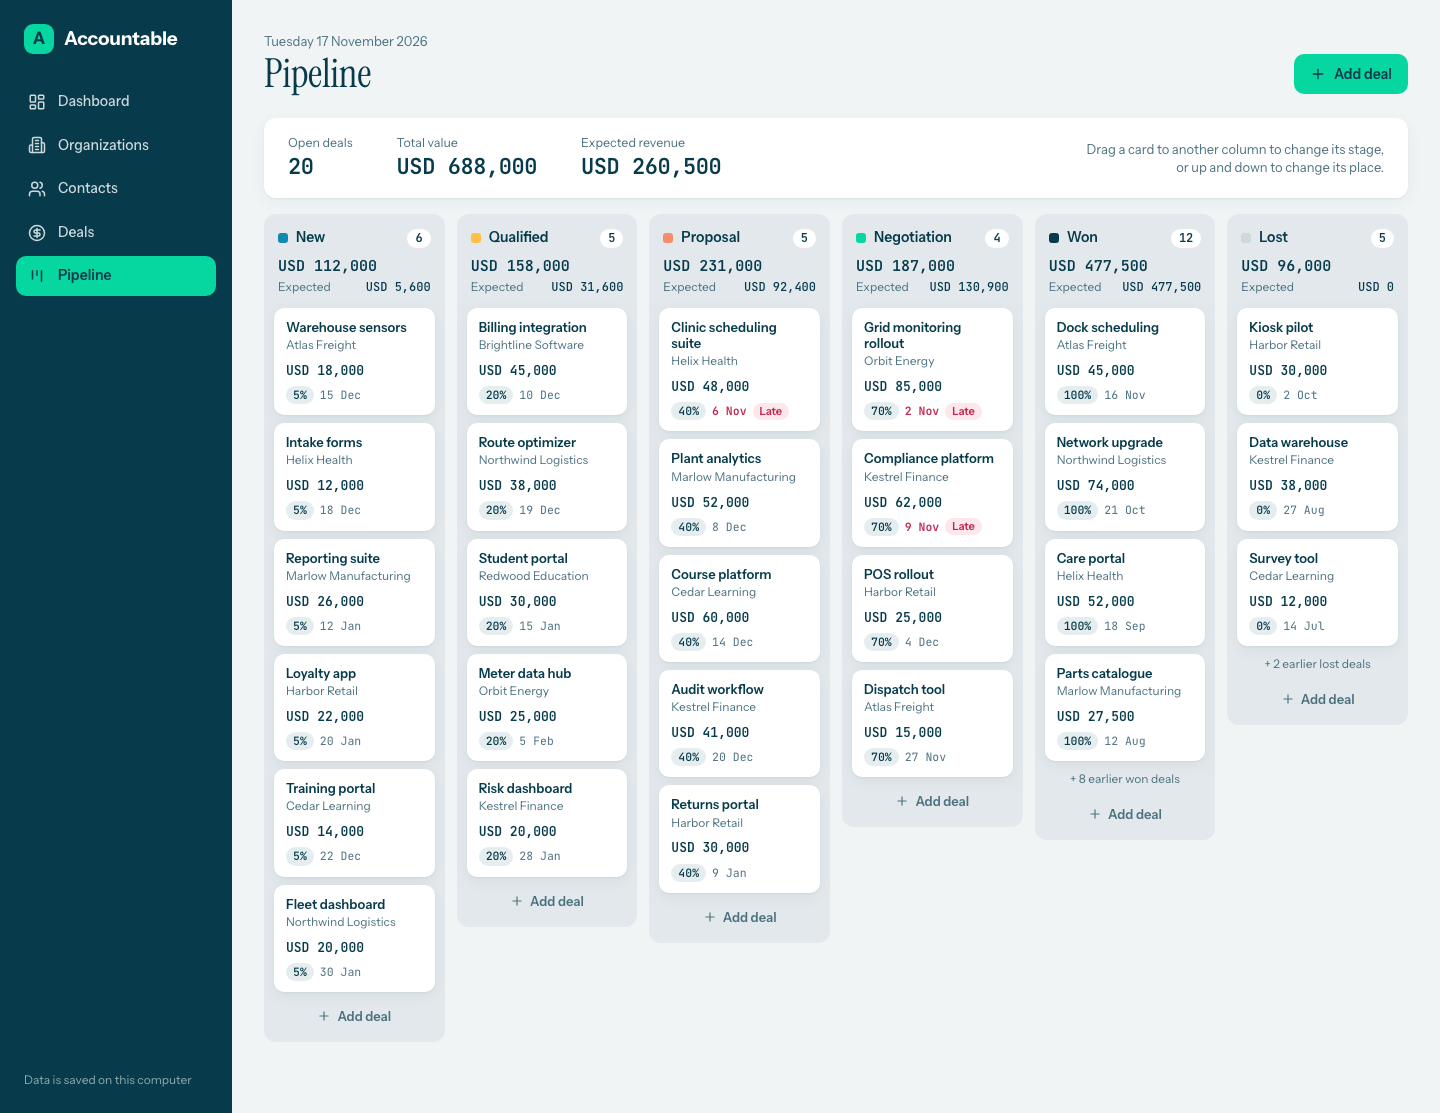 A Accountable
Dashboard
Organizations
Contacts
Deals
Pipeline
Data is saved on this computer
Tuesday 17 November 2026
Pipeline
+ Add deal
Open deals
20
Total value
USD 688,000
Expected revenue
USD 260,500
Drag a card to another column to change its stage,
or up and down to change its place.
New 6
USD 112,000
Expected USD 5,600
Warehouse sensors
Atlas Freight
USD 18,000
5% 15 Dec
Intake forms
Helix Health
USD 12,000
5% 18 Dec
Reporting suite
Marlow Manufacturing
USD 26,000
5% 12 Jan
Loyalty app
Harbor Retail
USD 22,000
5% 20 Jan
Training portal
Cedar Learning
USD 14,000
5% 22 Dec
Fleet dashboard
Northwind Logistics
USD 20,000
5% 30 Jan
+ Add deal
Qualified 5
USD 158,000
Expected USD 31,600
Billing integration
Brightline Software
USD 45,000
20% 10 Dec
Route optimizer
Northwind Logistics
USD 38,000
20% 19 Dec
Student portal
Redwood Education
USD 30,000
20% 15 Jan
Meter data hub
Orbit Energy
USD 25,000
20% 5 Feb
Risk dashboard
Kestrel Finance
USD 20,000
20% 28 Jan
+ Add deal
Proposal 5
USD 231,000
Expected USD 92,400
Clinic scheduling
suite
Helix Health
USD 48,000
40% 6 Nov Late
Plant analytics
Marlow Manufacturing
USD 52,000
40% 8 Dec
Course platform
Cedar Learning
USD 60,000
40% 14 Dec
Audit workflow
Kestrel Finance
USD 41,000
40% 20 Dec
Returns portal
Harbor Retail
USD 30,000
40% 9 Jan
+ Add deal
Negotiation 4
USD 187,000
Expected USD 130,900
Grid monitoring
rollout
Orbit Energy
USD 85,000
70% 2 Nov Late
Compliance platform
Kestrel Finance
USD 62,000
70% 9 Nov Late
POS rollout
Harbor Retail
USD 25,000
70% 4 Dec
Dispatch tool
Atlas Freight
USD 15,000
70% 27 Nov
+ Add deal
Won 12
USD 477,500
Expected USD 477,500
Dock scheduling
Atlas Freight
USD 45,000
100% 16 Nov
Network upgrade
Northwind Logistics
USD 74,000
100% 21 Oct
Care portal
Helix Health
USD 52,000
100% 18 Sep
Parts catalogue
Marlow Manufacturing
USD 27,500
100% 12 Aug
+ 8 earlier won deals
+ Add deal
Lost 5
USD 96,000
Expected USD 0
Kiosk pilot
Harbor Retail
USD 30,000
0% 2 Oct
Data warehouse
Kestrel Finance
USD 38,000
0% 27 Aug
Survey tool
Cedar Learning
USD 12,000
0% 14 Jul
+ 2 earlier lost deals
+ Add deal